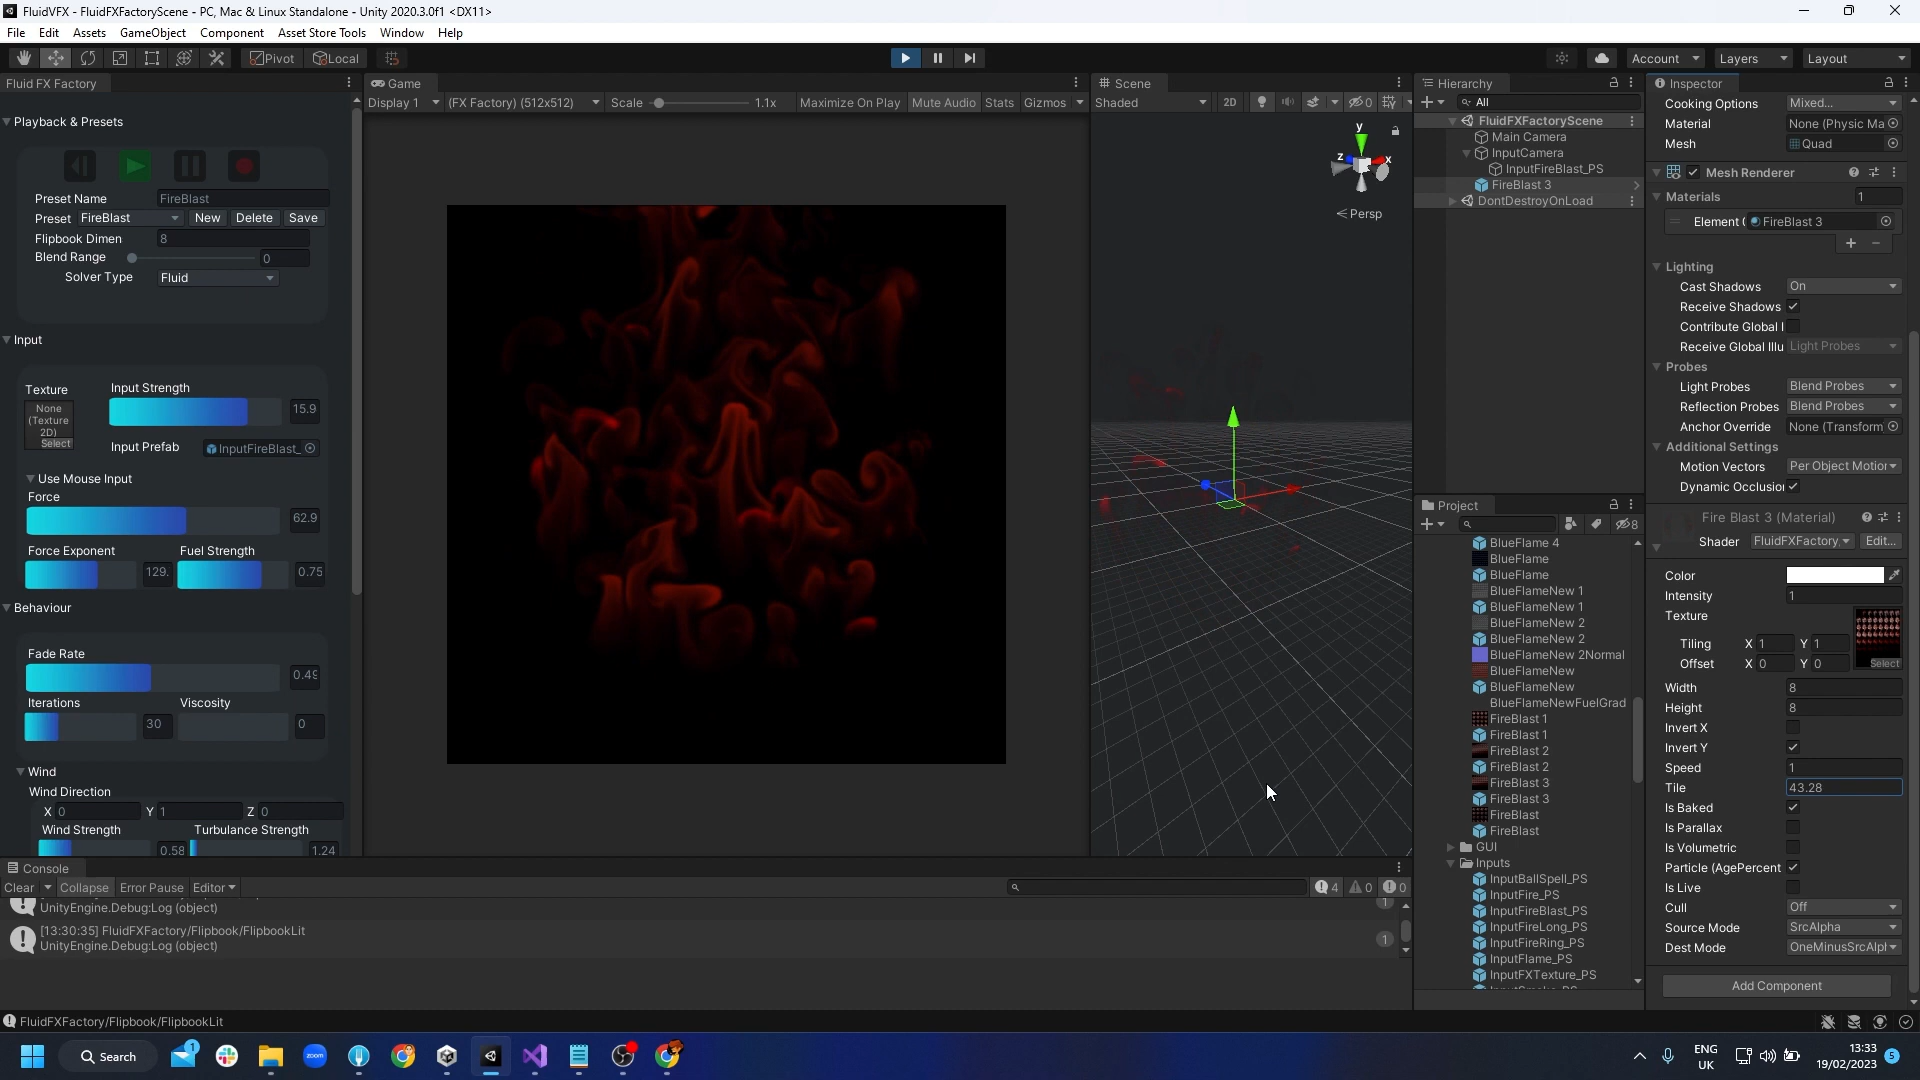 FluidVFX - FluidFXFactoryScene - PC, Mac & Linux Standalone - Unity 2020.3.0f1 <DX11>
File Edit Assets GameObject Component Asset Store Tools Window Help
Pivot Local Account Layers Layout
Fluid FX Factory
Playback & Presets
Preset Name FireBlast
Preset FireBlast New Delete Save
Flipbook Dimen 8
Blend Range 0
Solver Type Fluid
Input
Texture Input Strength
None (Texture 2D) Select 15.9
Input Prefab InputFireBlast_
Use Mouse Input
Force
62.9
Force Exponent Fuel Strength
129. 0.75
Behaviour
Fade Rate
0.49
Iterations Viscosity
30 0
Wind
Wind Direction
X 0 Y 1 Z 0
Wind Strength Turbulance Strength
0.58 1.24
Game
Display 1 (FX Factory) (512x512) Scale 1.1x Maximize On Play Mute Audio Stats Gizmos
Scene
Shaded 2D 0
y
z x
Persp
Hierarchy
All
FluidFXFactoryScene
Main Camera
InputCamera
InputFireBlast_PS
FireBlast 3
DontDestroyOnLoad
Project
8
BlueFlame 4
BlueFlame
BlueFlame
BlueFlameNew 1
BlueFlameNew 1
BlueFlameNew 2
BlueFlameNew 2
BlueFlameNew 2Normal
BlueFlameNew
BlueFlameNew
BlueFlameNewFuelGrad
FireBlast 1
FireBlast 1
FireBlast 2
FireBlast 2
FireBlast 3
FireBlast 3
FireBlast
FireBlast
GUI
Inputs
InputBallSpell_PS
InputFire_PS
InputFireBlast_PS
InputFireLong_PS
InputFireRing_PS
InputFlame_PS
InputFXTexture_PS
Inspector
Cooking Options Mixed...
Material None (Physic Ma
Mesh Quad
Mesh Renderer
Materials 1
Element ( FireBlast 3
Lighting
Cast Shadows On
Receive Shadows
Contribute Global I
Receive Global Illu Light Probes
Probes
Light Probes Blend Probes
Reflection Probes Blend Probes
Anchor Override None (Transform
Additional Settings
Motion Vectors Per Object Motior
Dynamic Occlusio
Fire Blast 3 (Material)
Shader FluidFXFactory, Edit...
Color
Intensity 1
Texture
Tiling X 1 Y 1
Offset X 0 Y 0 Select
Width 8
Height 8
Invert X
Invert Y
Speed 1
Tile 43.28
Is Baked
Is Parallax
Is Volumetric
Particle (AgePercent
Is Live
Cull Off
Source Mode SrcAlpha
Dest Mode OneMinusSrcAlpl
Add Component
Console
Clear Collapse Error Pause Editor 4 0 0
UnityEngine.Debug:Log (object) 1
[13:30:35] FluidFXFactory/Flipbook/FlipbookLit
UnityEngine.Debug:Log (object) 1
FluidFXFactory/Flipbook/FlipbookLit
Search 1 zoom ENG UK 13:33 19/02/2023 5